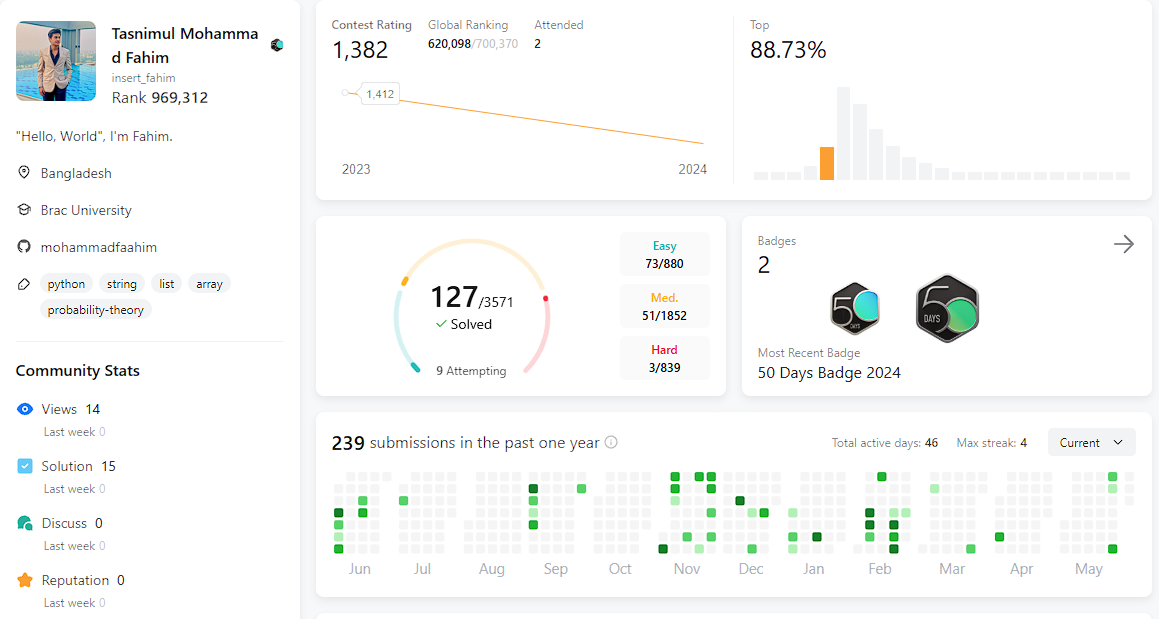 Tasnimul Mohamma
d Fahim
insert_fahim
Rank 969,312
"Hello, World", I'm Fahim.
Bangladesh
Brac University
mohammadfaahim
python string list array
probability-theory
Community Stats
Views 14
Last week 0
Solution 15
Last week 0
Discuss 0
Last week 0
Reputation 0
Last week 0
Contest Rating
1,382
Global Ranking
620,098/700,370
Attended
2
1,412
2023 2024
Top
88.73%
127/3571
Solved
9 Attempting
Easy
73/880
Med.
51/1852
Hard
3/839
Badges
2
50
DAYS
50
DAYS
Most Recent Badge
50 Days Badge 2024
239 submissions in the past one year
Total active days: 46 Max streak: 4 Current
Jun Jul Aug Sep Oct Nov Dec Jan Feb Mar Apr May